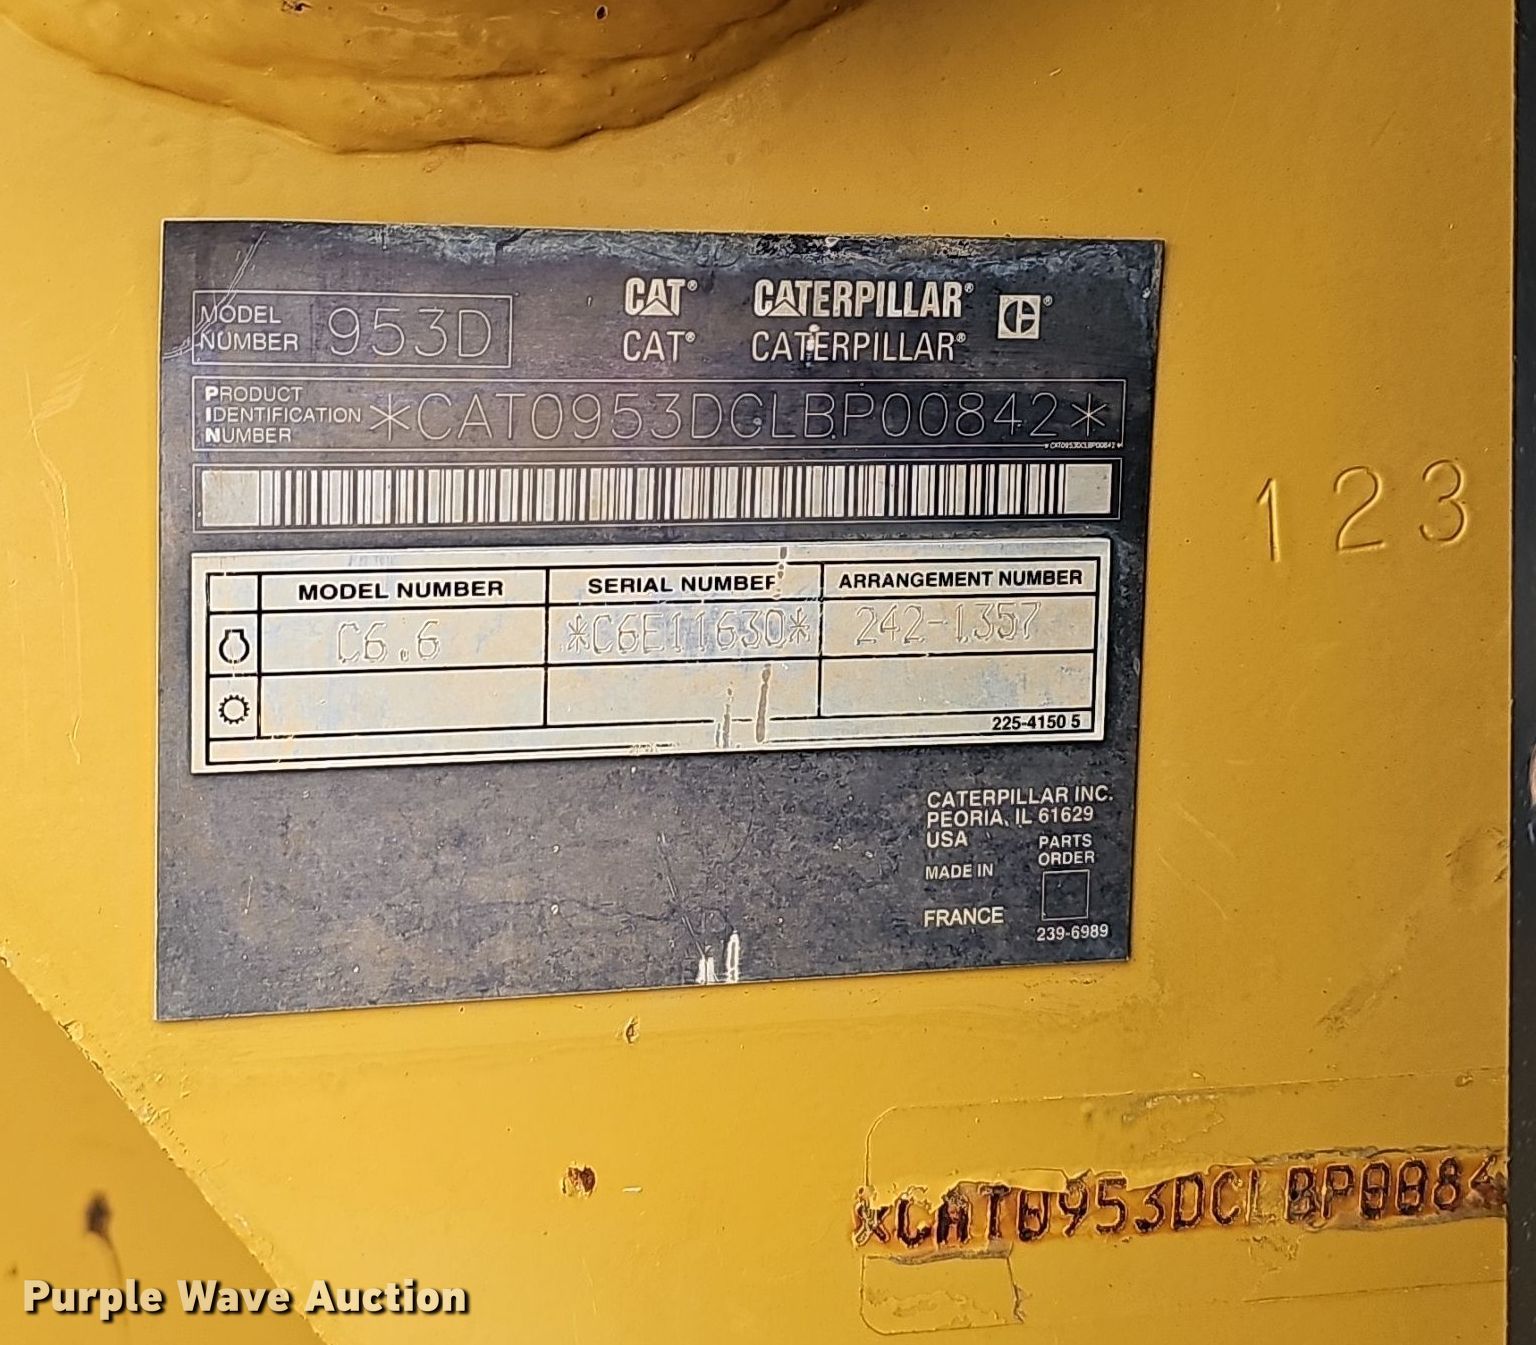 MODEL NUMBER 953D
CAT® CATERPILLAR® ®
CAT® CATERPILLAR®
PRODUCT IDENTIFICATION NUMBER *CAT0953DCLBP00842*
*CAT0953DCLBP00842*
123
MODEL NUMBER SERIAL NUMBER ARRANGEMENT NUMBER
C6.6 *C6E11630* 242-1357
225-4150 5
CATERPILLAR INC.
PEORIA, IL 61629
USA
PARTS ORDER
MADE IN
FRANCE
239-6989
*CAT0953DCLBP0084
Purple Wave Auction